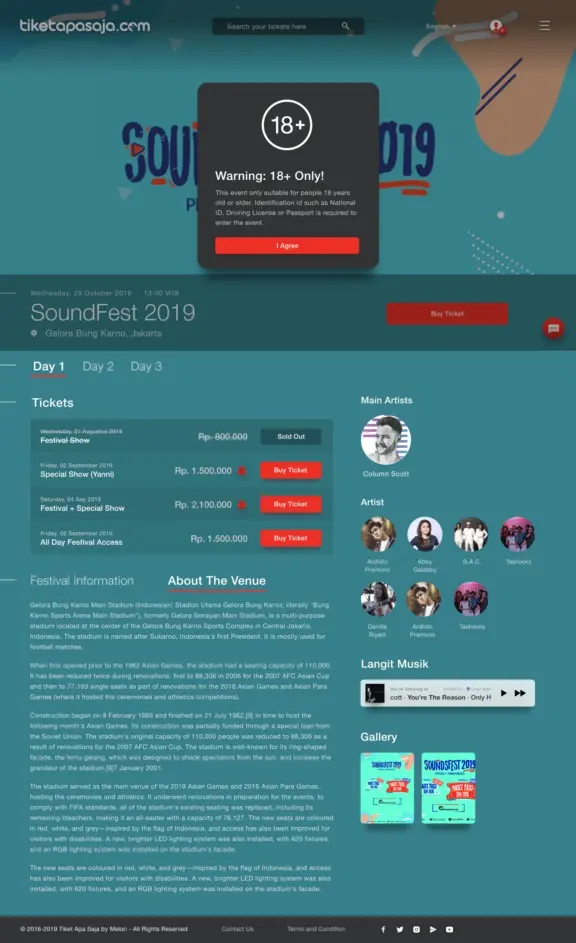 tiketapasaja.com
Search your tickets here
English
18+
SOUND 2019
Warning: 18+ Only!
This event only suitable for people 18 years
old or older. Identification id such as National
ID, Drivring License or Passport is required to
enter the event.
I Agree
Wednesday, 29 October 2019
13:90 WIB
SoundFest 2019
Gelora Bung Karno, Jakarta
Buy Ticket
Day 1
Day 2
Day 3
Tickets
Wednesday, 31 Augustus 2019
Festival Show
Rp. 800.000
Sold Out
Friday, 02 September 2019
Special Show (Yanni)
Rp. 1.500.000
Buy Ticket
Saturday, 04 Sep 2019
Festival + Special Show
Rp. 2.100.000
Buy Ticket
Friday, 02 September 2019
All Day Festival Access
Rp. 1.500.000
Buy Ticket
Main Artists
Column Scott
Artist
Ardhito
Pramono
Abby
Galabby
G.A.C.
Tashoora
Danilla
Riyadi
Ardhito
Pramono
Tashoora
Festival Information
About The Venue
Gelora Bung Karno Main Stadium (Indonesian: Stadion Utama Gelora Bung Karno; literally "Bung
Karno Sports Arena Main Stadium"), formerly Gelora Senayan Main Stadium, is a multi-purpose
stadium located at the center of the Gelora Bung Karno Sports Complex in Central Jakarta,
Indonesia. The stadium is named after Sukarno, Indonesia's first President. It is mostly used for
football matches.
When first opened prior to the 1962 Asian Games, the stadium had a seating capacity of 110,000.
It has been reduced twice during renovations: first to 88,306 in 2006 for the 2007 AFC Asian Cup
and then to 77,193 single seats as part of renovations for the 2018 Asian Games and Asian Para
Games (where it hosted the ceremonies and athletics competitions).
Construction began on 8 February 1960 and finished on 21 July 1962,[8] in time to host the
following month's Asian Games. Its construction was partially funded through a special loan from
the Soviet Union. The stadium's original capacity of 110,000 people was reduced to 88,306 as a
result of renovations for the 2007 AFC Asian Cup. The stadium is well-known for its ring-shaped
facade, the temu gelang, which was designed to shade spectators from the sun, and increase the
grandeur of the stadium.[9]7 January 2001.
The stadium served as the main venue of the 2018 Asian Games and 2018 Asian Para Games,
hosting the ceremonies and athletics. It underwent renovations in preparation for the events; to
comply with FIFA standards, all of the stadium's existing seating was replaced, including its
remaining bleachers, making it an all-seater with a capacity of 76,127. The new seats are coloured
in red, white, and grey—inspired by the flag of Indonesia, and access has also been improved for
visitors with disabilities. A new, brighter LED lighting system was also installed, with 620 fixtures,
and an RGB lighting system was installed on the stadium's facade.
The new seats are coloured in red, white, and grey—inspired by the flag of Indonesia, and access
has also been improved for visitors with disabilities. A new, brighter LED lighting system was also
installed, with 620 fixtures, and an RGB lighting system was installed on the stadium's facade.
Langit Musik
You're listening at
cott - You're The Reason - Only H
Gallery
SOUNDSFEST 2019
© 2016-2019 Tiket Apa Saja by Melon - All Rights Reserved
Contact Us
Terms and Condition